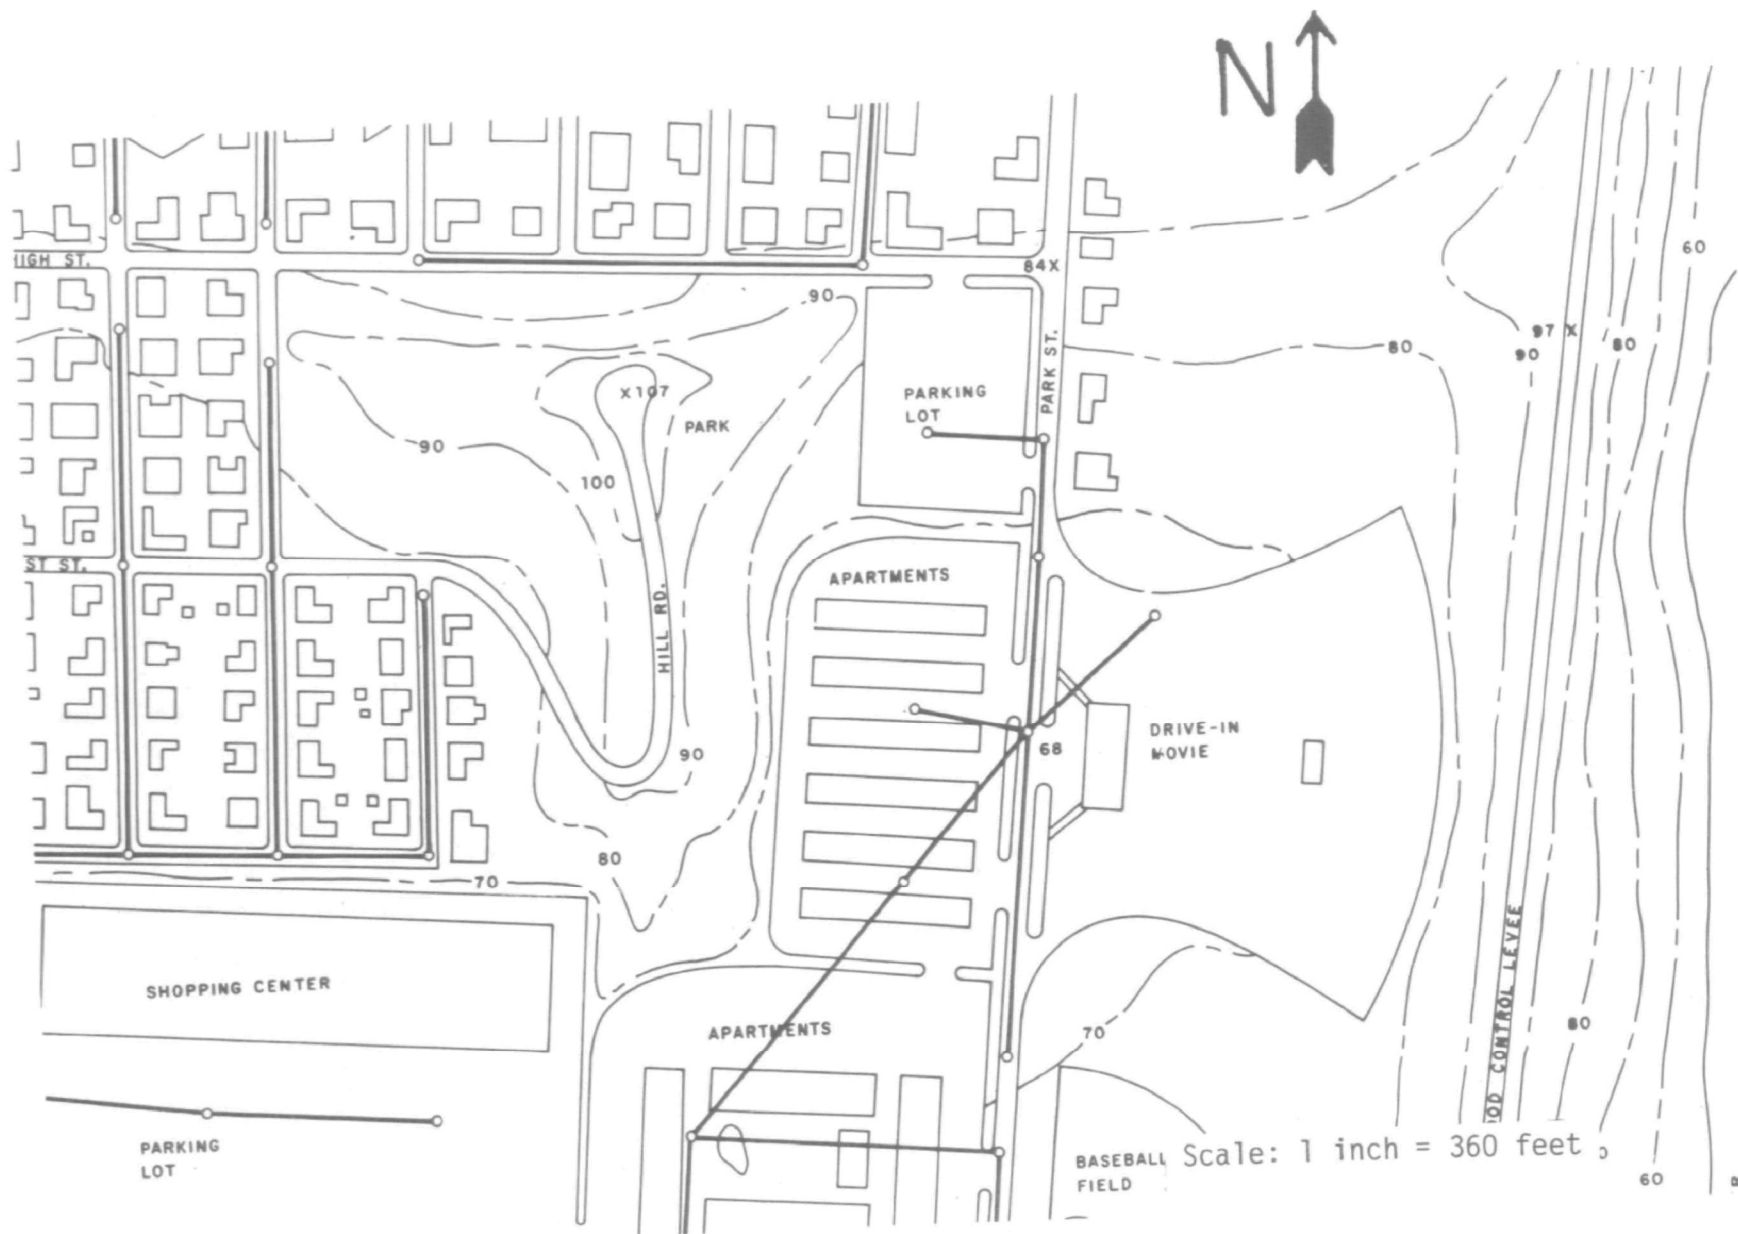 N
60
HIGH ST.
84X
90
97 X
80
90
80
PARK ST.
X107
PARKING
LOT
PARK
90
100
ST ST.
APARTMENTS
HILL RD.
DRIVE-IN
MOVIE
68
90
80
70
SHOPPING CENTER
APARTMENTS
70
80
OD CONTROL LEVEE
PARKING
LOT
BASEBALL
FIELD
Scale: 1 inch = 360 feet
60